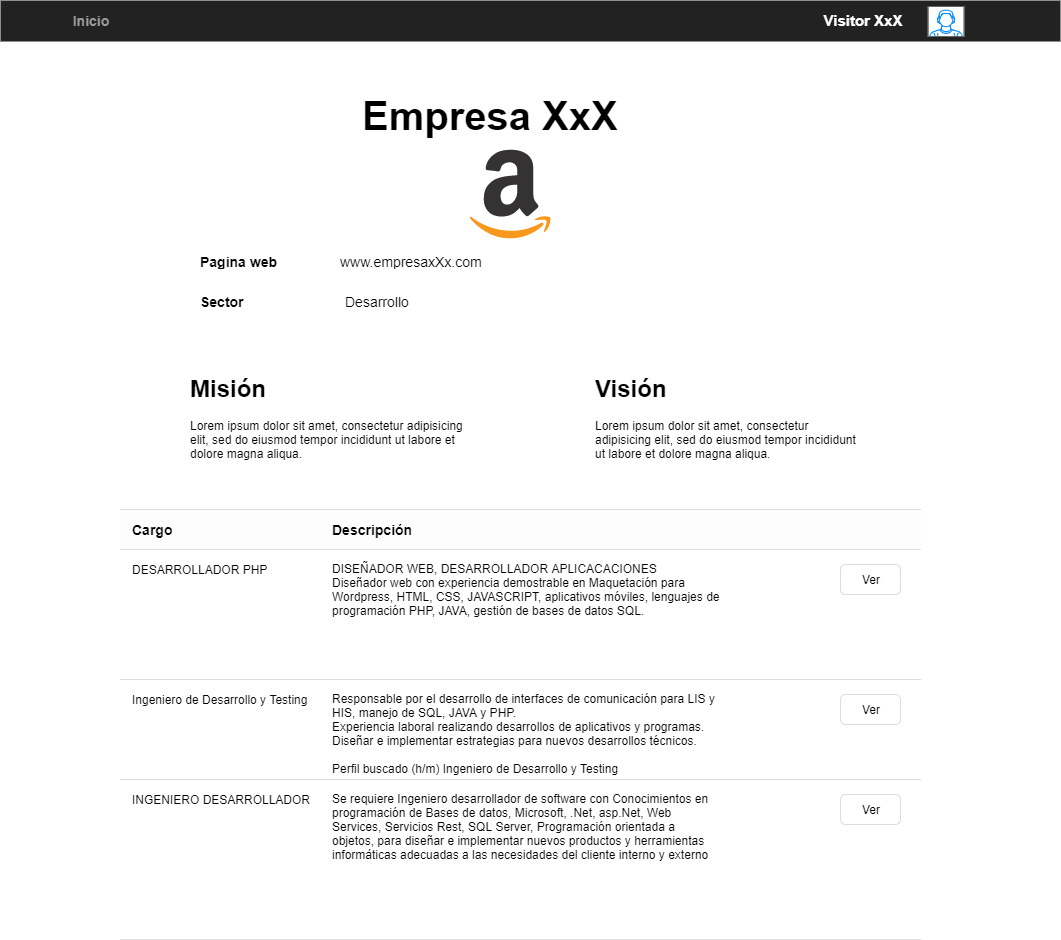 Inicio
Visitor XxX
Empresa XxX
a
Pagina web www.empresaxXx.com
Sector Desarrollo
Misión
Lorem ipsum dolor sit amet, consectetur adipisicing
elit, sed do eiusmod tempor incididunt ut labore et
dolore magna aliqua.
Visión
Lorem ipsum dolor sit amet, consectetur
adipisicing elit, sed do eiusmod tempor incididunt
ut labore et dolore magna aliqua.
Cargo Descripción
DESARROLLADOR PHP
DISEÑADOR WEB, DESARROLLADOR APLICACACIONES
Diseñador web con experiencia demostrable en Maquetación para
Wordpress, HTML, CSS, JAVASCRIPT, aplicativos móviles, lenguajes de
programación PHP, JAVA, gestión de bases de datos SQL.
Ver
Ingeniero de Desarrollo y Testing
Responsable por el desarrollo de interfaces de comunicación para LIS y
HIS, manejo de SQL, JAVA y PHP.
Experiencia laboral realizando desarrollos de aplicativos y programas.
Diseñar e implementar estrategias para nuevos desarrollos técnicos.
Perfil buscado (h/m) Ingeniero de Desarrollo y Testing
Ver
INGENIERO DESARROLLADOR
Se requiere Ingeniero desarrollador de software con Conocimientos en
programación de Bases de datos, Microsoft, .Net, asp.Net, Web
Services, Servicios Rest, SQL Server, Programación orientada a
objetos, para diseñar e implementar nuevos productos y herramientas
informáticas adecuadas a las necesidades del cliente interno y externo
Ver